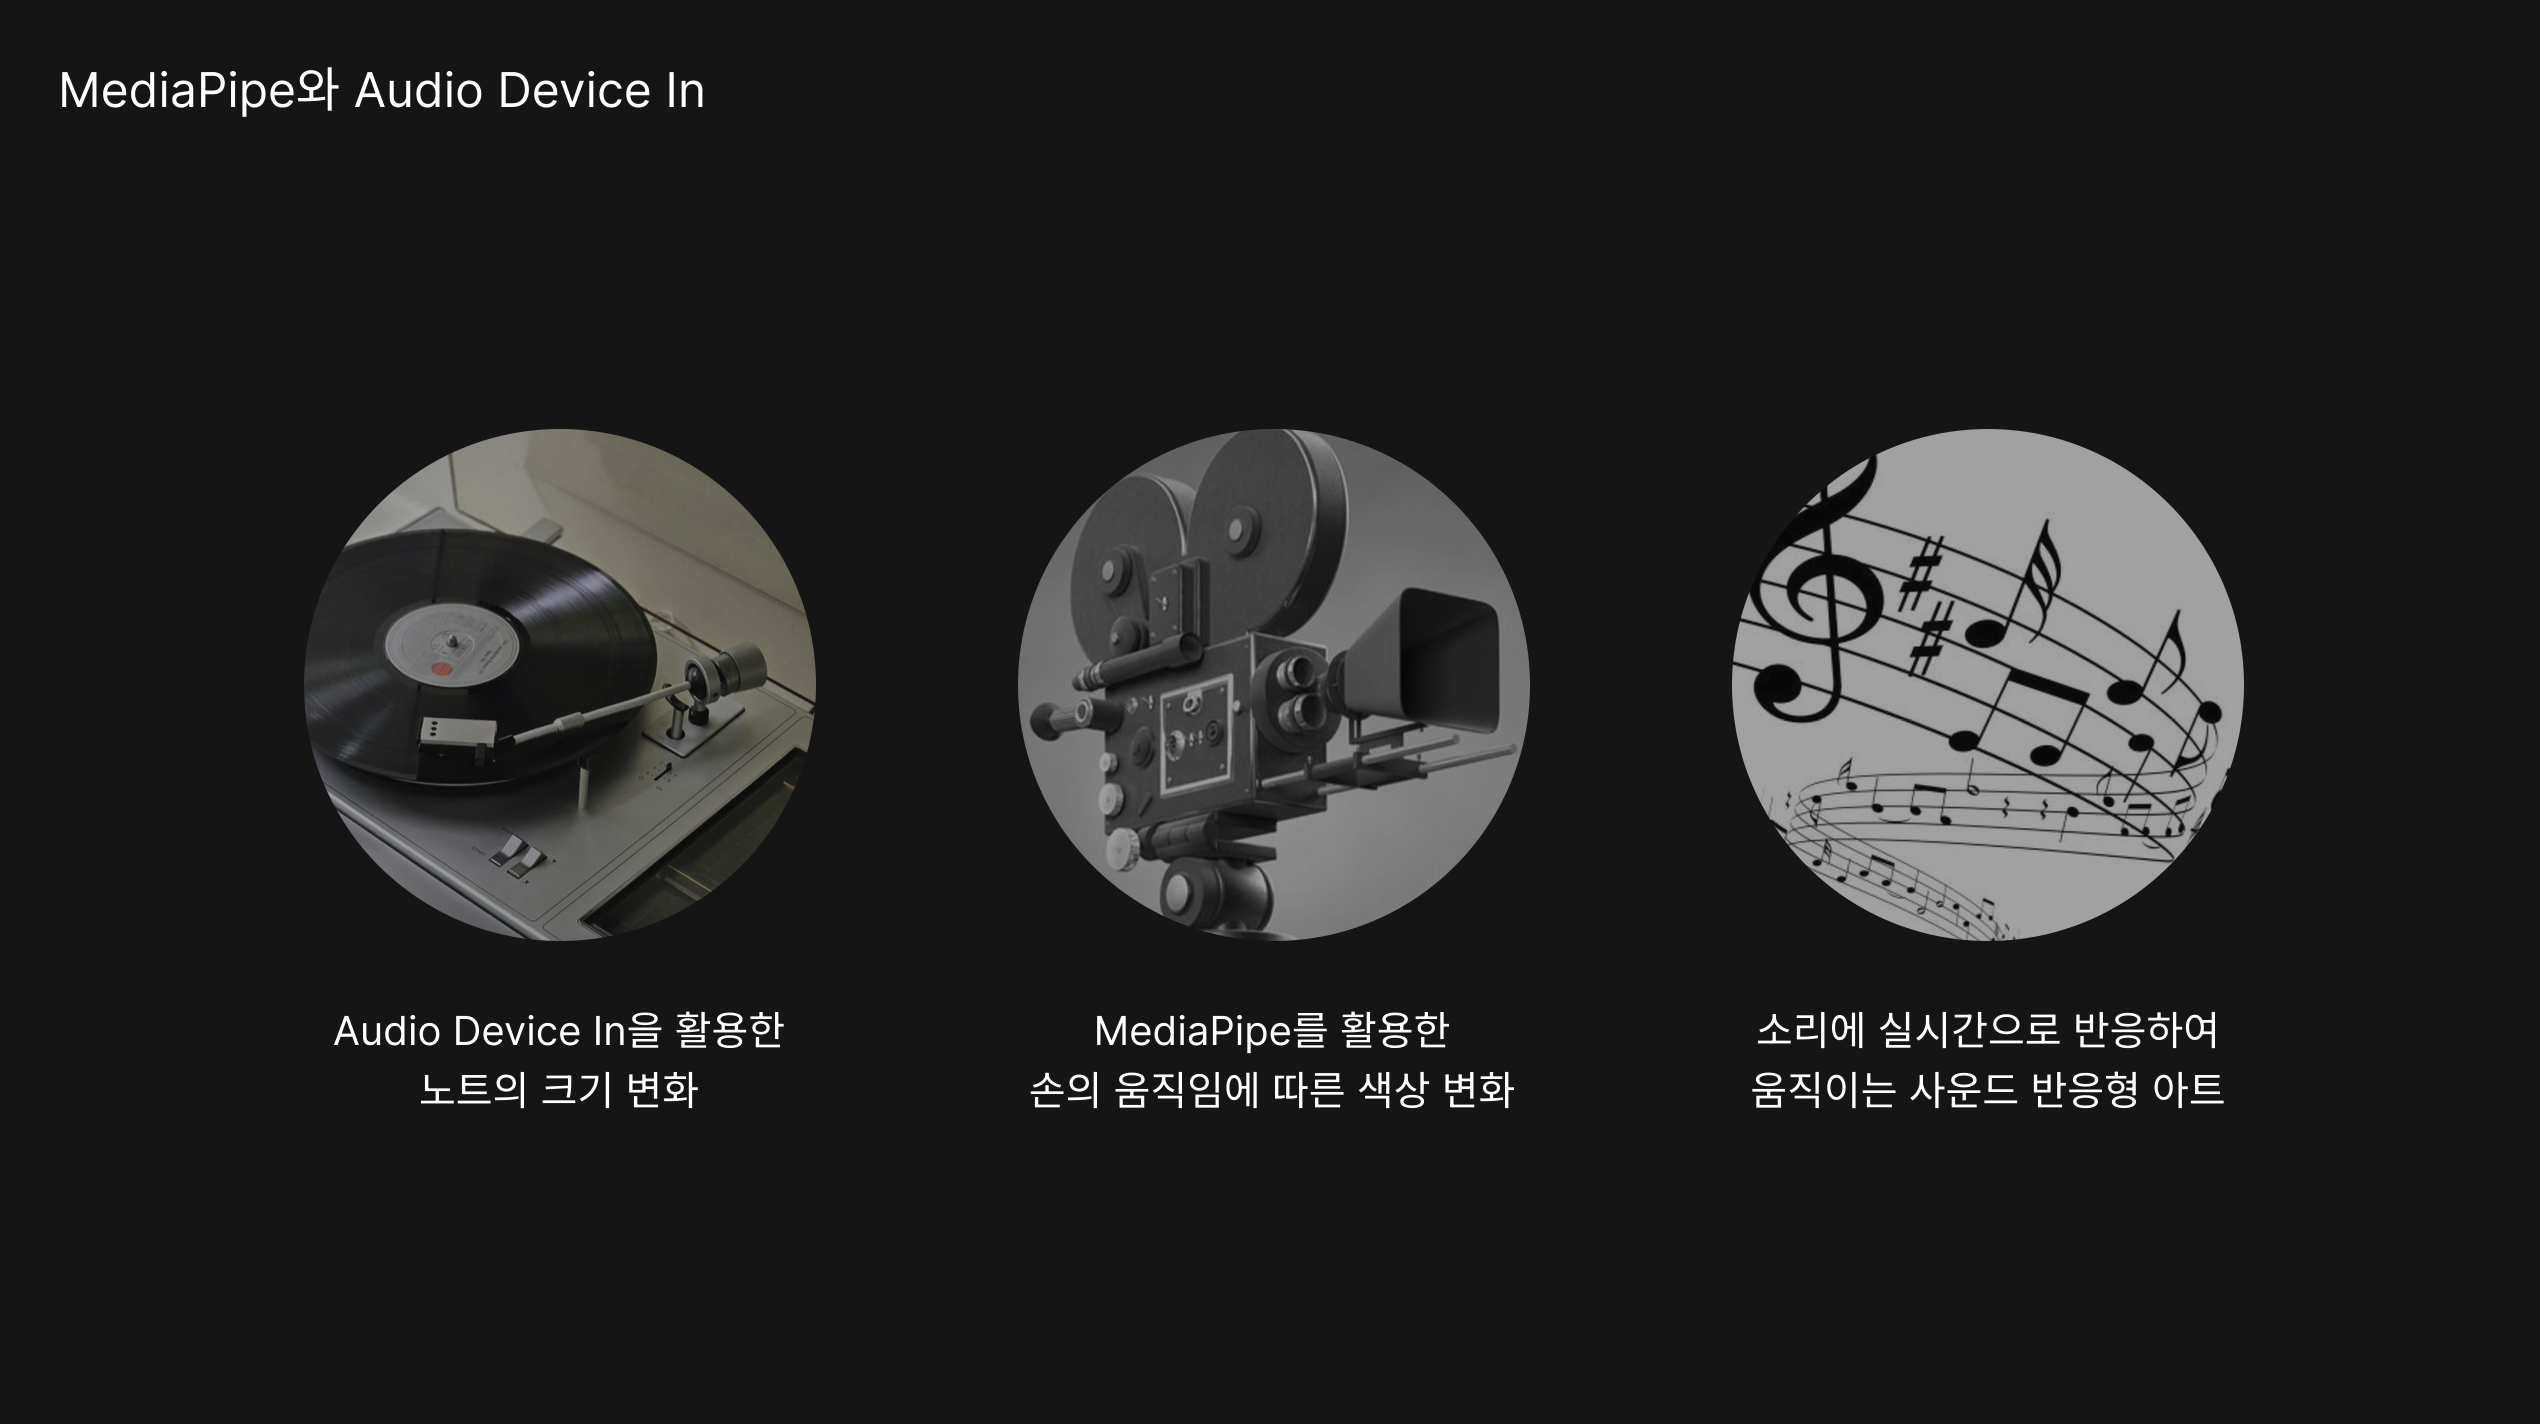 MediaPipe와 Audio Device In
Audio Device In을 활용한
노트의 크기 변화
MediaPipe를 활용한
손의 움직임에 따른 색상 변화
소리에 실시간으로 반응하여
움직이는 사운드 반응형 아트